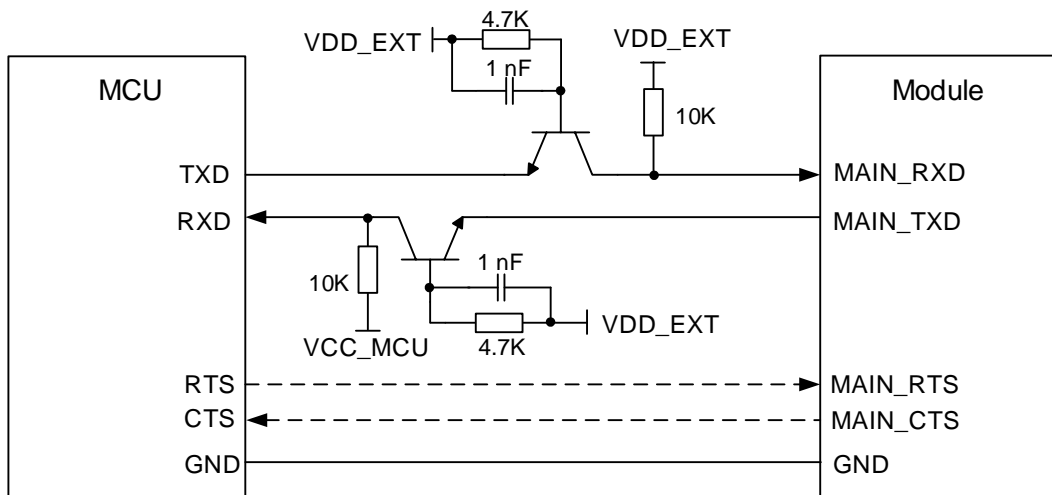 4.7K
VDD_EXT
VDD_EXT
1 nF
MCU
Module
10K
TXD
MAIN_RXD
RXD
MAIN_TXD
1 nF
10K
VDD_EXT
VCC_MCU
4.7K
RTS
MAIN_RTS
CTS
MAIN_CTS
GND
GND